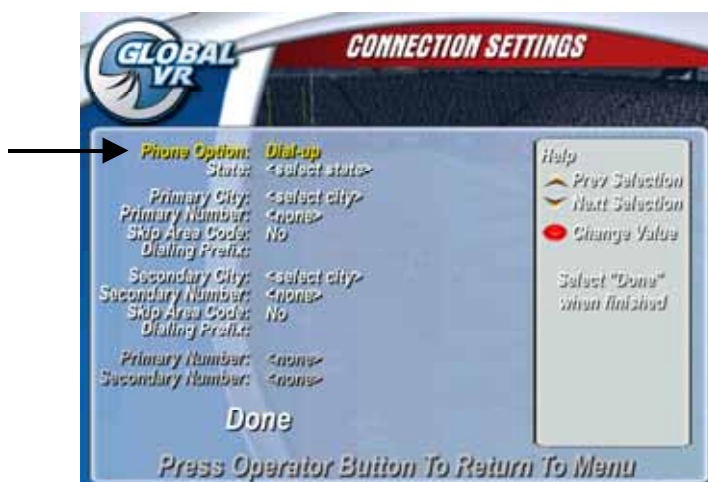 GLOBAL
VR
CONNECTION SETTINGS
Phone Option: Dial-up
State: <select state>
Primary City: <select city>
Primary Number: <none>
Skip Area Code: No
Dialing Prefix:
Secondary City: <select city>
Secondary Number: <none>
Skip Area Code: No
Dialing Prefix:
Primary Number: <none>
Secondary Number: <none>
Done
Help
Prev Selection
Next Selection
Change Value
Select "Done"
when finished
Press Operator Button To Return To Menu